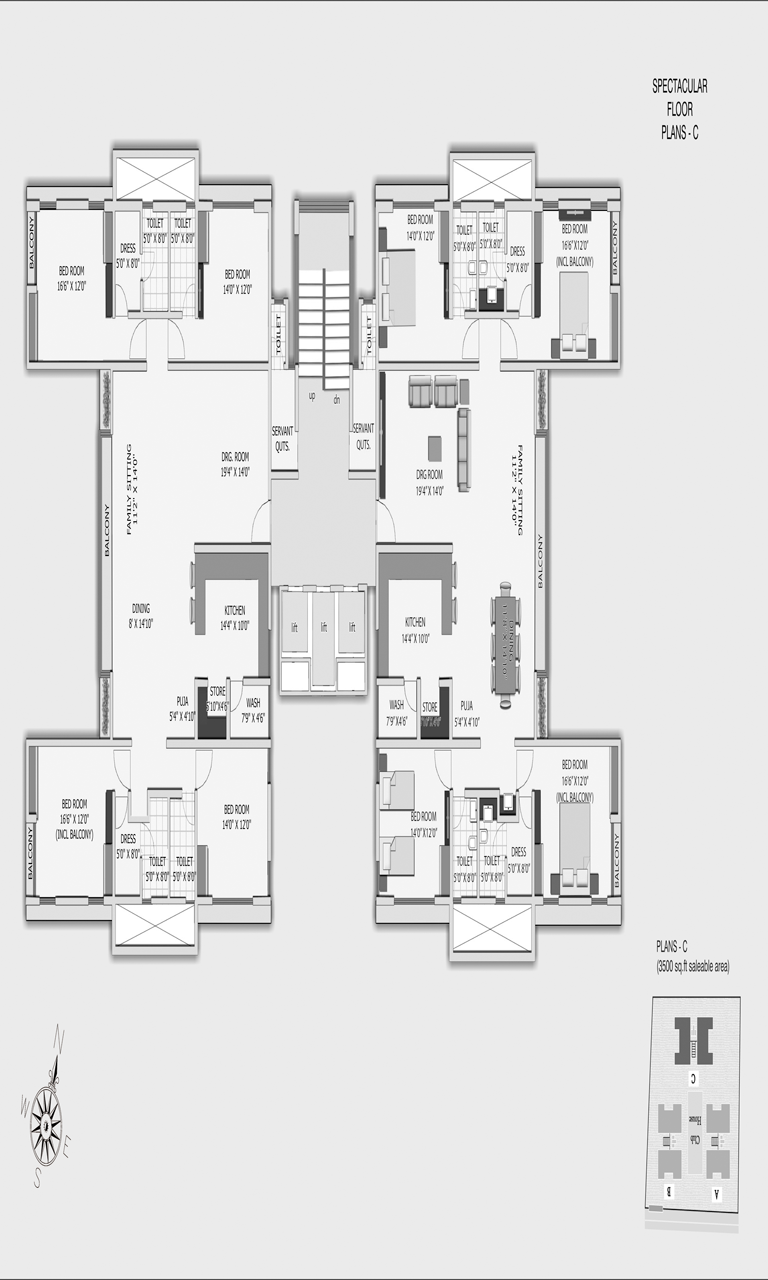 SPECTACULAR
FLOOR
PLANS - C
BALCONY
BED ROOM
16'6" X 12'0"
DRESS
5'0" X 8'0"
TOILET
5'0" X 8'0"
TOILET
5'0" X 8'0"
BED ROOM
14'0" X 12'0"
TOILET
up
dn
TOILET
BED ROOM
14'0" X 12'0"
TOILET
5'0" X 8'0"
TOILET
5'0" X 8'0"
DRESS
5'0" X 8'0"
BED ROOM
16'6" X12'0"
(INCL BALCONY)
BALCONY
SERVANT
QUTS.
SERVANT
QUTS.
FAMILY SITTING
11'2" X 14'0"
DRG. ROOM
19'4" X 14'0"
DRG ROOM
19'4" X 14'0"
FAMILY SITTING
11'2" X 14'0"
BALCONY
BALCONY
DINING
8' X 14'10"
KITCHEN
14'4" X 10'0"
lift
lift
lift
KITCHEN
14'4" X 10'0"
DINING
PUJA
5'4" X 4'10"
STORE
WASH
7'9" X 4'6"
WASH
7'9" X4'6"
STORE
PUJA
5'4" X 4'10"
BED ROOM
16'6" X 12'0"
(INCL BALCONY)
BALCONY
DRESS
5'0" X 8'0"
TOILET
5'0" X 8'0"
TOILET
5'0" X 8'0"
BED ROOM
14'0" X 12'0"
BED ROOM
14'0" X12'0"
TOILET
5'0" X 8'0"
TOILET
5'0" X 8'0"
DRESS
5'0" X 8'0"
BED ROOM
16'6" X12'0"
(INCL BALCONY)
BALCONY
PLANS - C
(3500 sq.ft saleable area)
N
W
E
S
C
Club
House
B
A